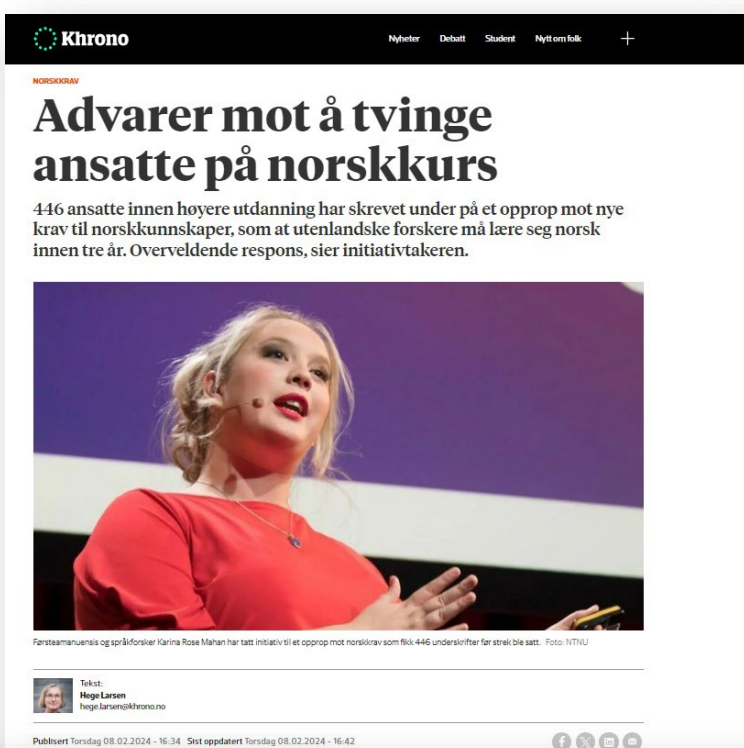 Khrono
Nyheter Debatt Student Nytt om folk
NORSKKRAV
Advarer mot å tvinge
ansatte på norskkurs
446 ansatte innen høyere utdanning har skrevet under på et opprop mot nye
krav til norskkunnskaper, som at utenlandske forskere må lære seg norsk
innen tre år. Overveldende respons, sier initiativtakeren.
Førsteamanuensis og språkforsker Karina Rose Mahan har tatt initiativ til et opprop mot norskkrav som fikk 446 underskrifter før strek ble satt. Foto: NTNU
Tekst:
Hege Larsen
hege.larsen@khrono.no
Publisert Torsdag 08.02.2024 - 16:34 Sist oppdatert Torsdag 08.02.2024 - 16:42